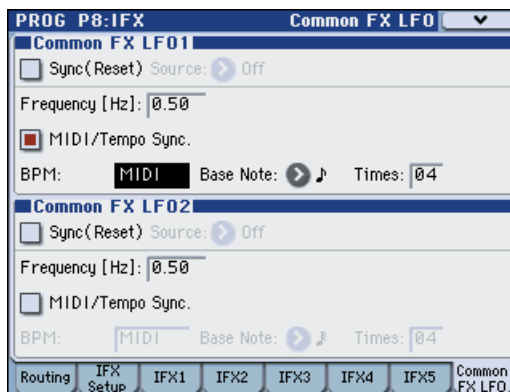 PROG P8:IFX Common FX LFO
Common FX LFO1
Sync(Reset) Source: Off
Frequency [Hz]: 0.50
MIDI/Tempo Sync.
BPM: MIDI Base Note: ♪ Times: 04
Common FX LFO2
Sync(Reset) Source: Off
Frequency [Hz]: 0.50
MIDI/Tempo Sync.
BPM: MIDI Base Note: ♪ Times: 04
Routing IFX Setup IFX1 IFX2 IFX3 IFX4 IFX5 Common FX LFO